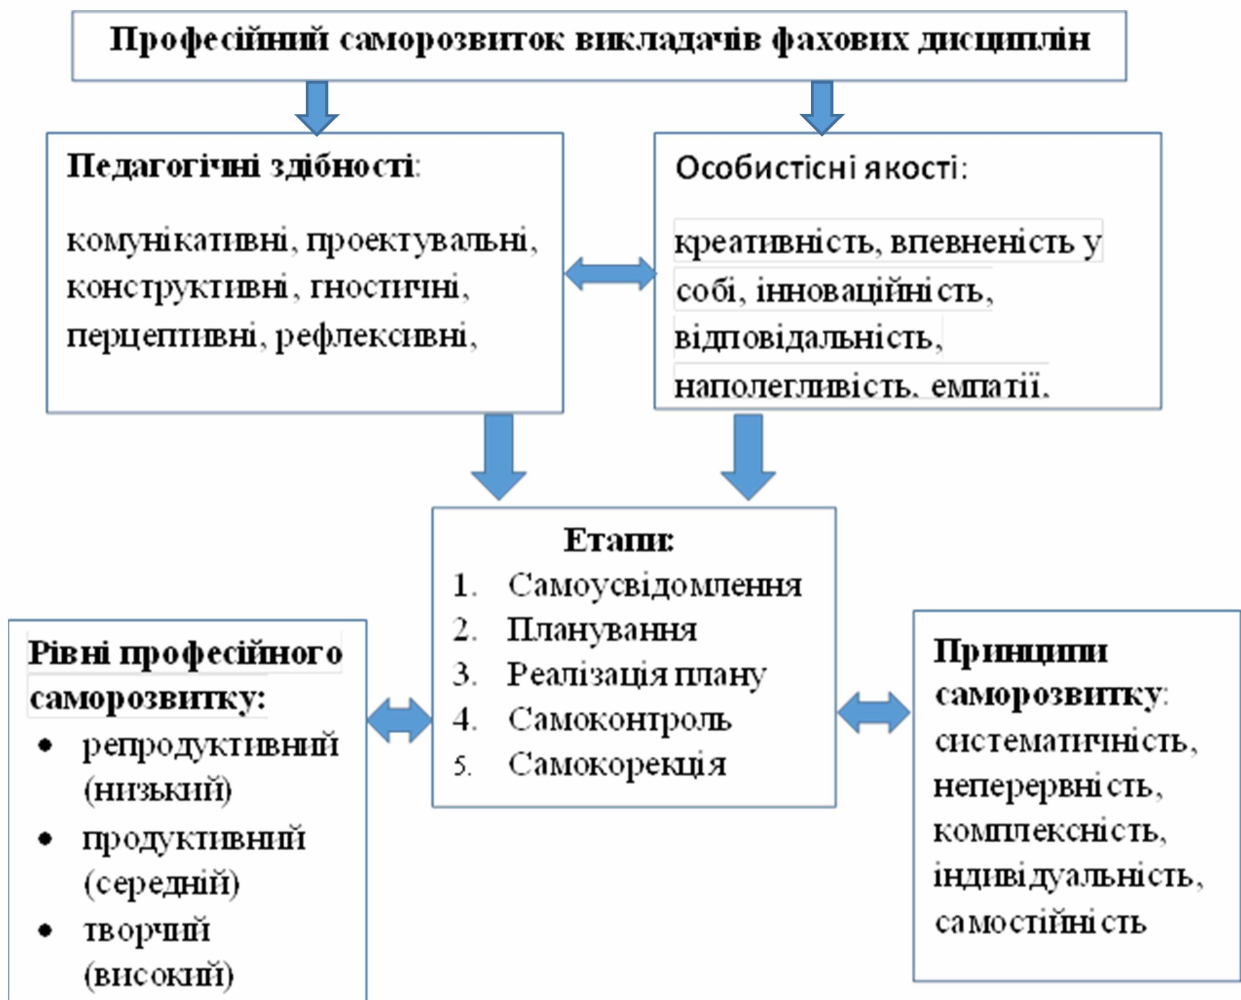 Професійний саморозвиток викладачів фахових дисциплін
Педагогічні здібності:
комунікативні, проектувальні,
конструктивні, гностичні,
перцептивні, рефлексивні,
Особистісні якості:
креативність, впевненість у
собі, інноваційність,
відповідальність,
наполегливість, емпатії,
Етапи:
1. Самоусвідомлення
2. Планування
3. Реалізація плану
4. Самоконтроль
5. Самокорекція
Рівні професійного
саморозвитку:
• репродуктивний
(низький)
• продуктивний
(середній)
• творчий
(високий)
Принципи
саморозвитку:
систематичність,
неперервність,
комплексність,
індивідуальність,
самостійність